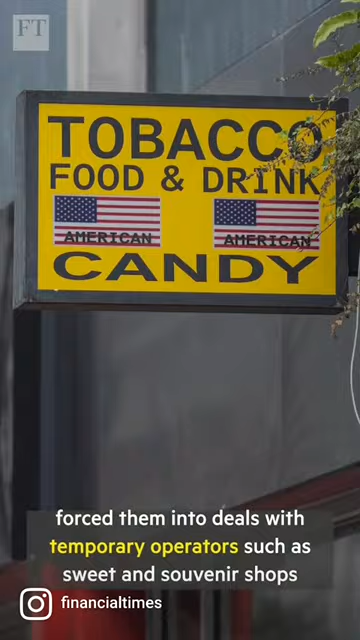 FT
TOBACCO
FOOD & DRINK
AMERICAN AMERICAN
CANDY
forced them into deals with
temporary operators such as
sweet and souvenir shops
financialtimes